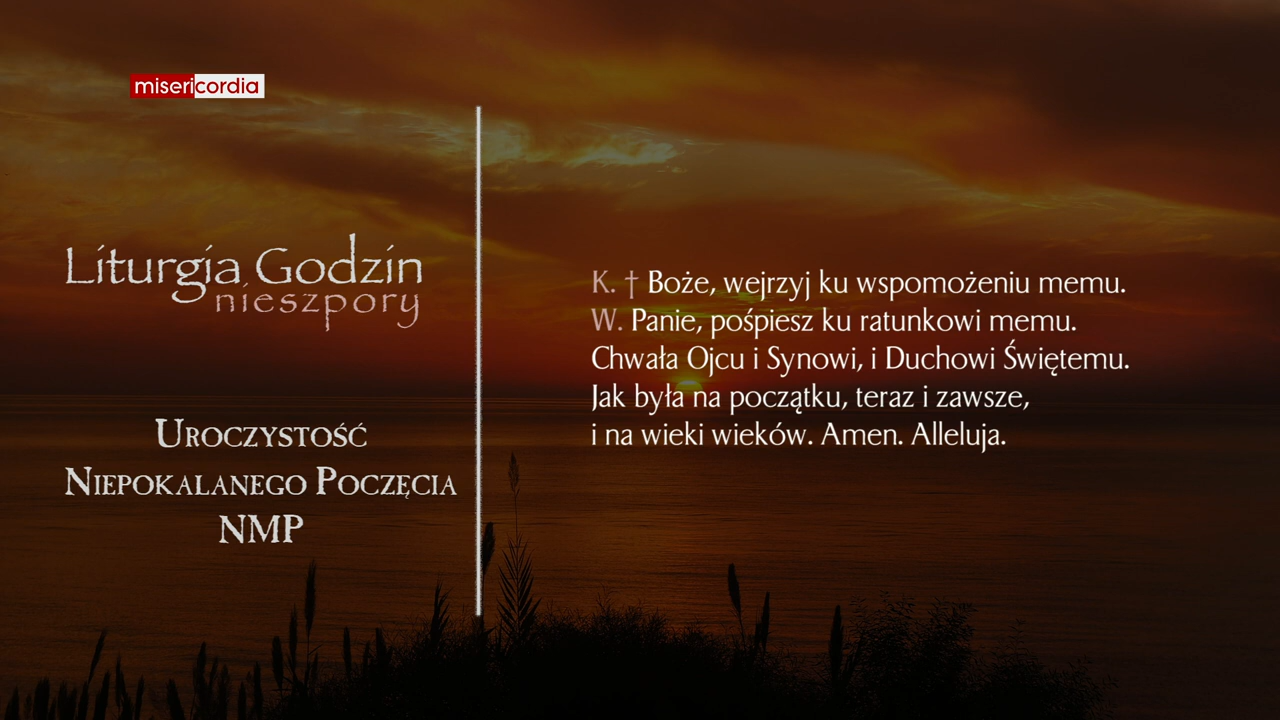 misericordia
Liturgia Godzin
nieszpory
Uroczystość
Niepokalanego Poczęcia
NMP
K. † Boże, wejrzyj ku wspomożeniu memu.
W. Panie, pośpiesz ku ratunkowi memu.
Chwała Ojcu i Synowi, i Duchowi Świętemu.
Jak była na początku, teraz i zawsze,
i na wieki wieków. Amen. Alleluja.